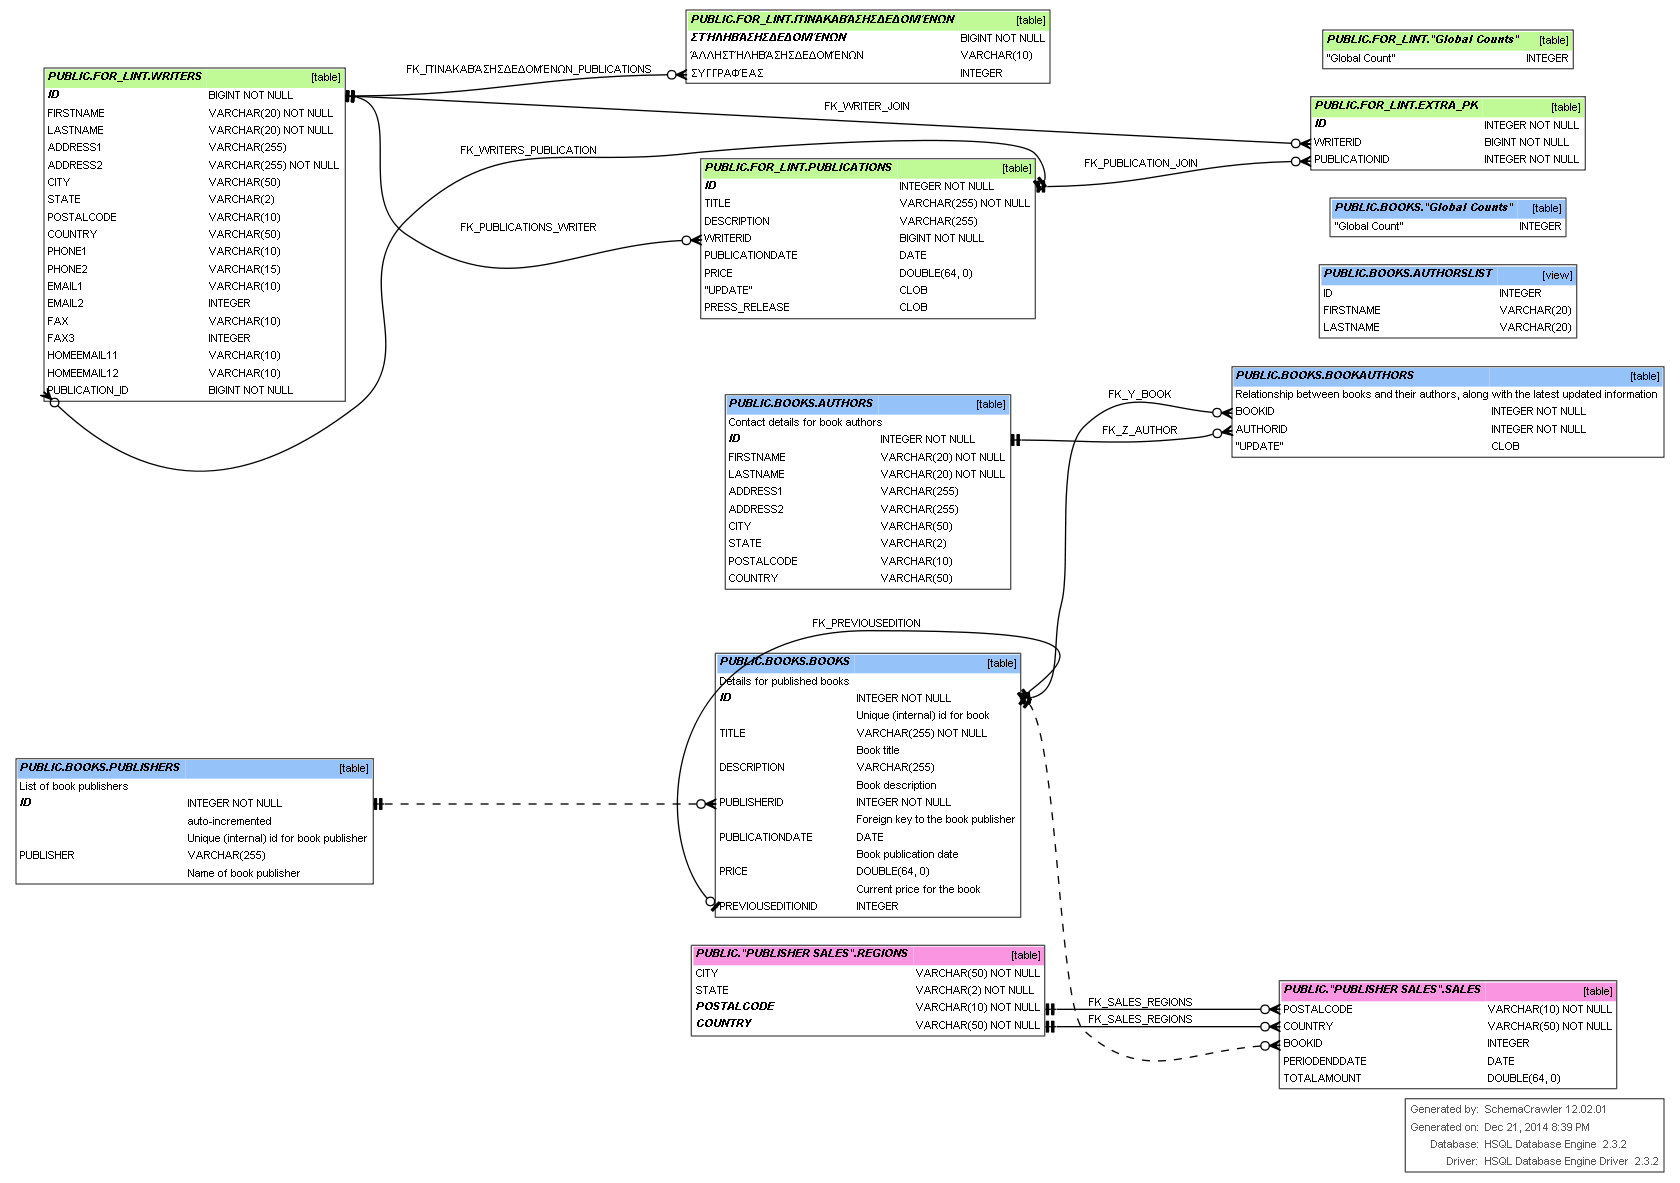 PUBLIC.FOR_LINT.ΠΊΝΑΚΑΒΆΣΗΣΔΕΔΟΜΈΝΩΝ [table]
ΣΤΉΛΗΒΆΣΗΣΔΕΔΟΜΈΝΩΝ BIGINT NOT NULL
ΆΛΛΗΣΤΉΛΗΒΆΣΗΣΔΕΔΟΜΈΝΩΝ VARCHAR(10)
ΣΥΓΓΡΑΦΈΑΣ INTEGER
PUBLIC.FOR_LINT."Global Counts" [table]
"Global Count" INTEGER
PUBLIC.FOR_LINT.WRITERS [table]
ID BIGINT NOT NULL
FIRSTNAME VARCHAR(20) NOT NULL
LASTNAME VARCHAR(20) NOT NULL
ADDRESS1 VARCHAR(255)
ADDRESS2 VARCHAR(255) NOT NULL
CITY VARCHAR(50)
STATE VARCHAR(2)
POSTALCODE VARCHAR(10)
COUNTRY VARCHAR(50)
PHONE1 VARCHAR(10)
PHONE2 VARCHAR(15)
EMAIL1 VARCHAR(10)
EMAIL2 INTEGER
FAX VARCHAR(10)
FAX3 INTEGER
HOMEEMAIL11 VARCHAR(10)
HOMEEMAIL12 VARCHAR(10)
PUBLICATION_ID BIGINT NOT NULL
FK_ΠΊΝΑΚΑΒΆΣΗΣΔΕΔΟΜΈΝΩΝ_PUBLICATIONS
FK_WRITER_JOIN
FK_WRITERS_PUBLICATION
FK_PUBLICATION_JOIN
FK_PUBLICATIONS_WRITER
PUBLIC.FOR_LINT.EXTRA_PK [table]
ID INTEGER NOT NULL
WRITERID BIGINT NOT NULL
PUBLICATIONID INTEGER NOT NULL
PUBLIC.FOR_LINT.PUBLICATIONS [table]
ID INTEGER NOT NULL
TITLE VARCHAR(255) NOT NULL
DESCRIPTION VARCHAR(255)
WRITERID BIGINT NOT NULL
PUBLICATIONDATE DATE
PRICE DOUBLE(64, 0)
"UPDATE" CLOB
PRESS_RELEASE CLOB
PUBLIC.BOOKS."Global Counts" [table]
"Global Count" INTEGER
PUBLIC.BOOKS.AUTHORSLIST [view]
ID INTEGER
FIRSTNAME VARCHAR(20)
LASTNAME VARCHAR(20)
PUBLIC.BOOKS.BOOKAUTHORS [table]
Relationship between books and their authors, along with the latest updated information
BOOKID INTEGER NOT NULL
AUTHORID INTEGER NOT NULL
"UPDATE" CLOB
FK_Y_BOOK
FK_Z_AUTHOR
PUBLIC.BOOKS.AUTHORS [table]
Contact details for book authors
ID INTEGER NOT NULL
FIRSTNAME VARCHAR(20) NOT NULL
LASTNAME VARCHAR(20) NOT NULL
ADDRESS1 VARCHAR(255)
ADDRESS2 VARCHAR(255)
CITY VARCHAR(50)
STATE VARCHAR(2)
POSTALCODE VARCHAR(10)
COUNTRY VARCHAR(50)
FK_PREVIOUSEDITION
PUBLIC.BOOKS.BOOKS [table]
Details for published books
ID INTEGER NOT NULL
Unique (internal) id for book
TITLE VARCHAR(255) NOT NULL
Book title
DESCRIPTION VARCHAR(255)
Book description
PUBLISHERID INTEGER NOT NULL
Foreign key to the book publisher
PUBLICATIONDATE DATE
Book publication date
PRICE DOUBLE(64, 0)
Current price for the book
PREVIOUSEDITIONID INTEGER
PUBLIC.BOOKS.PUBLISHERS [table]
List of book publishers
ID INTEGER NOT NULL
auto-incremented
Unique (internal) id for book publisher
PUBLISHER VARCHAR(255)
Name of book publisher
PUBLIC."PUBLISHER SALES".REGIONS [table]
CITY VARCHAR(50) NOT NULL
STATE VARCHAR(2) NOT NULL
POSTALCODE VARCHAR(10) NOT NULL
COUNTRY VARCHAR(50) NOT NULL
FK_SALES_REGIONS
FK_SALES_REGIONS
PUBLIC."PUBLISHER SALES".SALES [table]
POSTALCODE VARCHAR(10) NOT NULL
COUNTRY VARCHAR(50) NOT NULL
BOOKID INTEGER
PERIODENDDATE DATE
TOTALAMOUNT DOUBLE(64, 0)
Generated by: SchemaCrawler 12.02.01
Generated on: Dec 21, 2014 8:39 PM
Database: HSQL Database Engine 2.3.2
Driver: HSQL Database Engine Driver 2.3.2